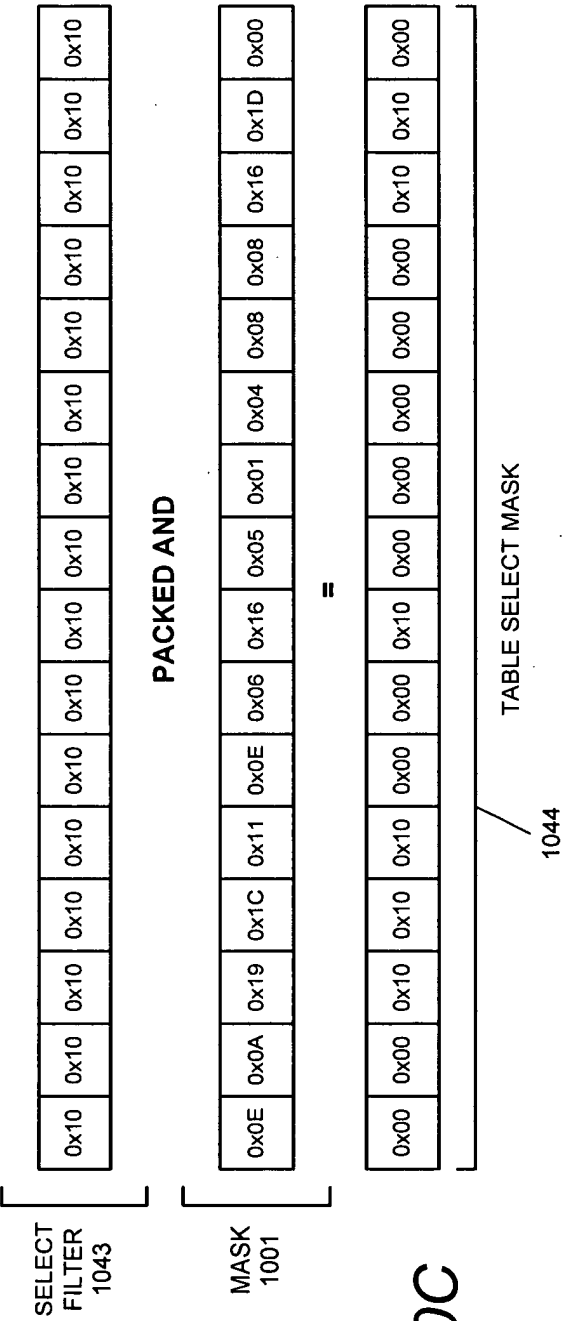 SELECT
FILTER
1043
0x10 0x10 0x10 0x10 0x10 0x10 0x10 0x10 0x10 0x10 0x10 0x10 0x10 0x10 0x10 0x10
PACKED AND
MASK
1001
0x0E 0x0A 0x19 0x1C 0x11 0x0E 0x06 0x16 0x05 0x01 0x04 0x08 0x08 0x16 0x1D 0x00
=
0x00 0x00 0x10 0x10 0x10 0x00 0x00 0x10 0x00 0x00 0x00 0x00 0x00 0x10 0x10 0x00
TABLE SELECT MASK
1044
0C